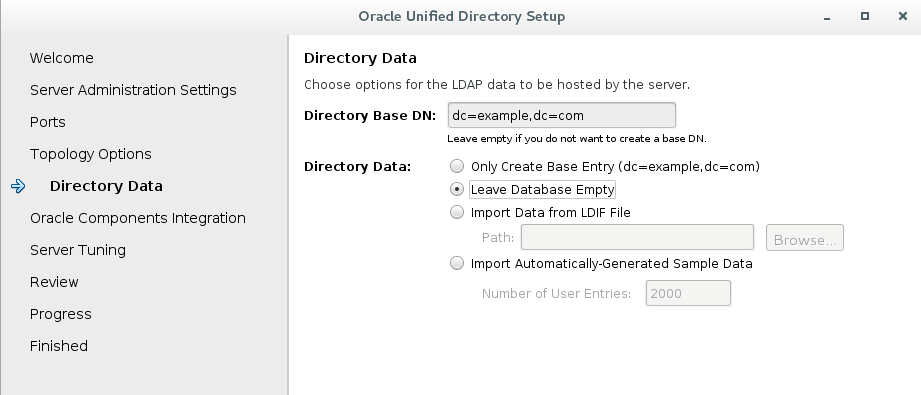 Oracle Unified Directory Setup
Welcome
Server Administration Settings
Ports
Topology Options
Directory Data
Oracle Components Integration
Server Tuning
Review
Progress
Finished
Directory Data
Choose options for the LDAP data to be hosted by the server.
Directory Base DN: dc=example,dc=com
Leave empty if you do not want to create a base DN.
Directory Data: Only Create Base Entry (dc=example,dc=com)
Leave Database Empty
Import Data from LDIF File
Path: Browse...
Import Automatically-Generated Sample Data
Number of User Entries: 2000